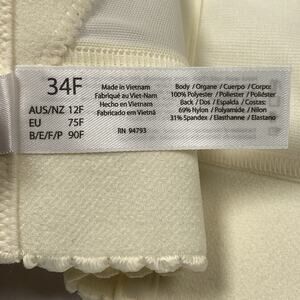 34F
AUS/NZ 12F
EU 75F
B/E/F/P 90F
Made in Vietnam
Fabriqué au Viet-Nam
Hecho en Vietnam
Fabricado em Vietnã
RN 94793
Body / Organe / Cuerpo / Corpo:
100% Polyester / Poliester / Poliéster
Back / Dos / Espalda / Costas:
69% Nylon / Polyamide / Nilon
31% Spandex / Elasthanne / Elastano